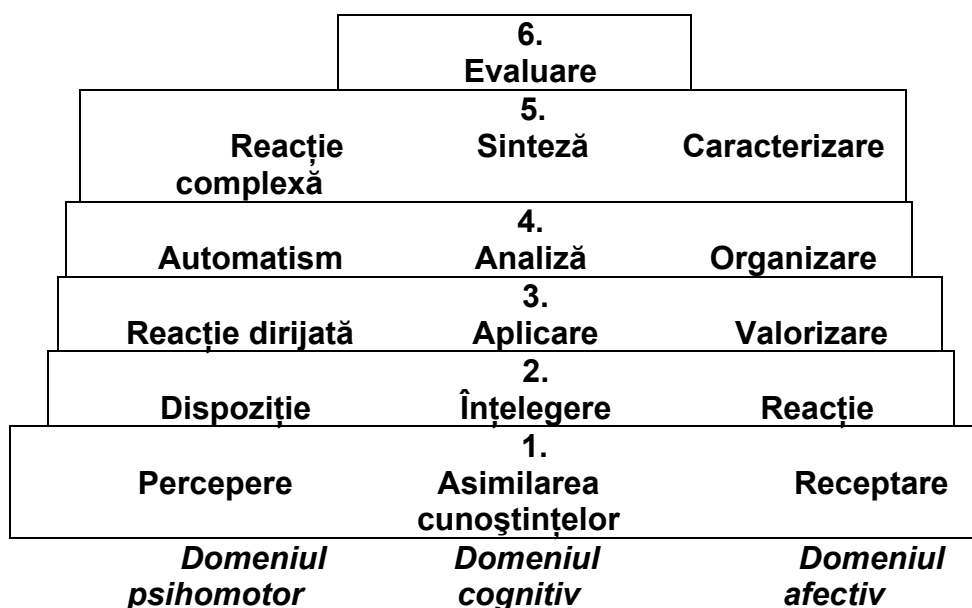 6.
Evaluare
5.
Reacție Sinteză Caracterizare
complexă
4.
Automatism Analiză Organizare
3.
Reacție dirijată Aplicare Valorizare
2.
Dispoziție Înțelegere Reacție
1.
Percepere Asimilarea Receptare
cunoştințelor
Domeniul Domeniul Domeniul
psihomotor cognitiv afectiv